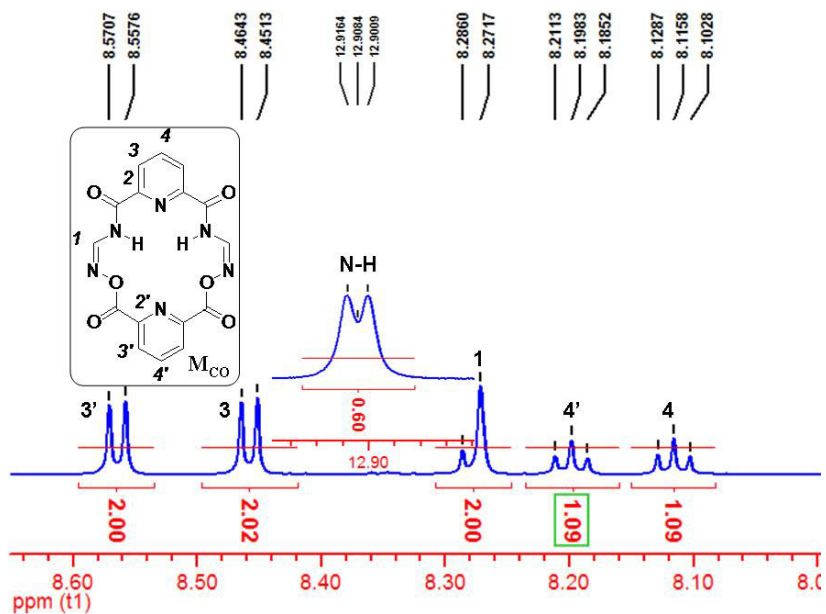 8.5707
8.5576
8.4643
8.4513
12.9164
12.9084
12.9009
8.2860
8.2717
8.2113
8.1983
8.1852
8.1287
8.1158
8.1028
4
3
2
O
N
O
1
N
H
H
N
N
O
O
N
2'
N
O
O
3'
4'
M_CO
N-H
0.60
12.90
3'
3
1
4'
4
2.00
2.02
2.00
1.09
1.09
8.60
8.50
8.40
8.30
8.20
8.10
8.0
ppm (t1)